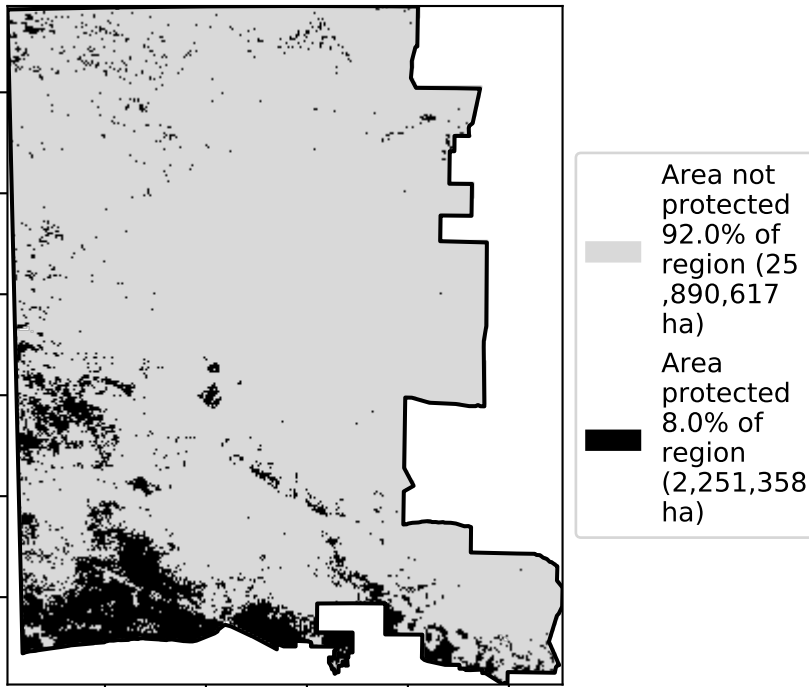 Area not
protected
92.0% of
region (25
,890,617
ha)
Area
protected
8.0% of
region
(2,251,358
ha)